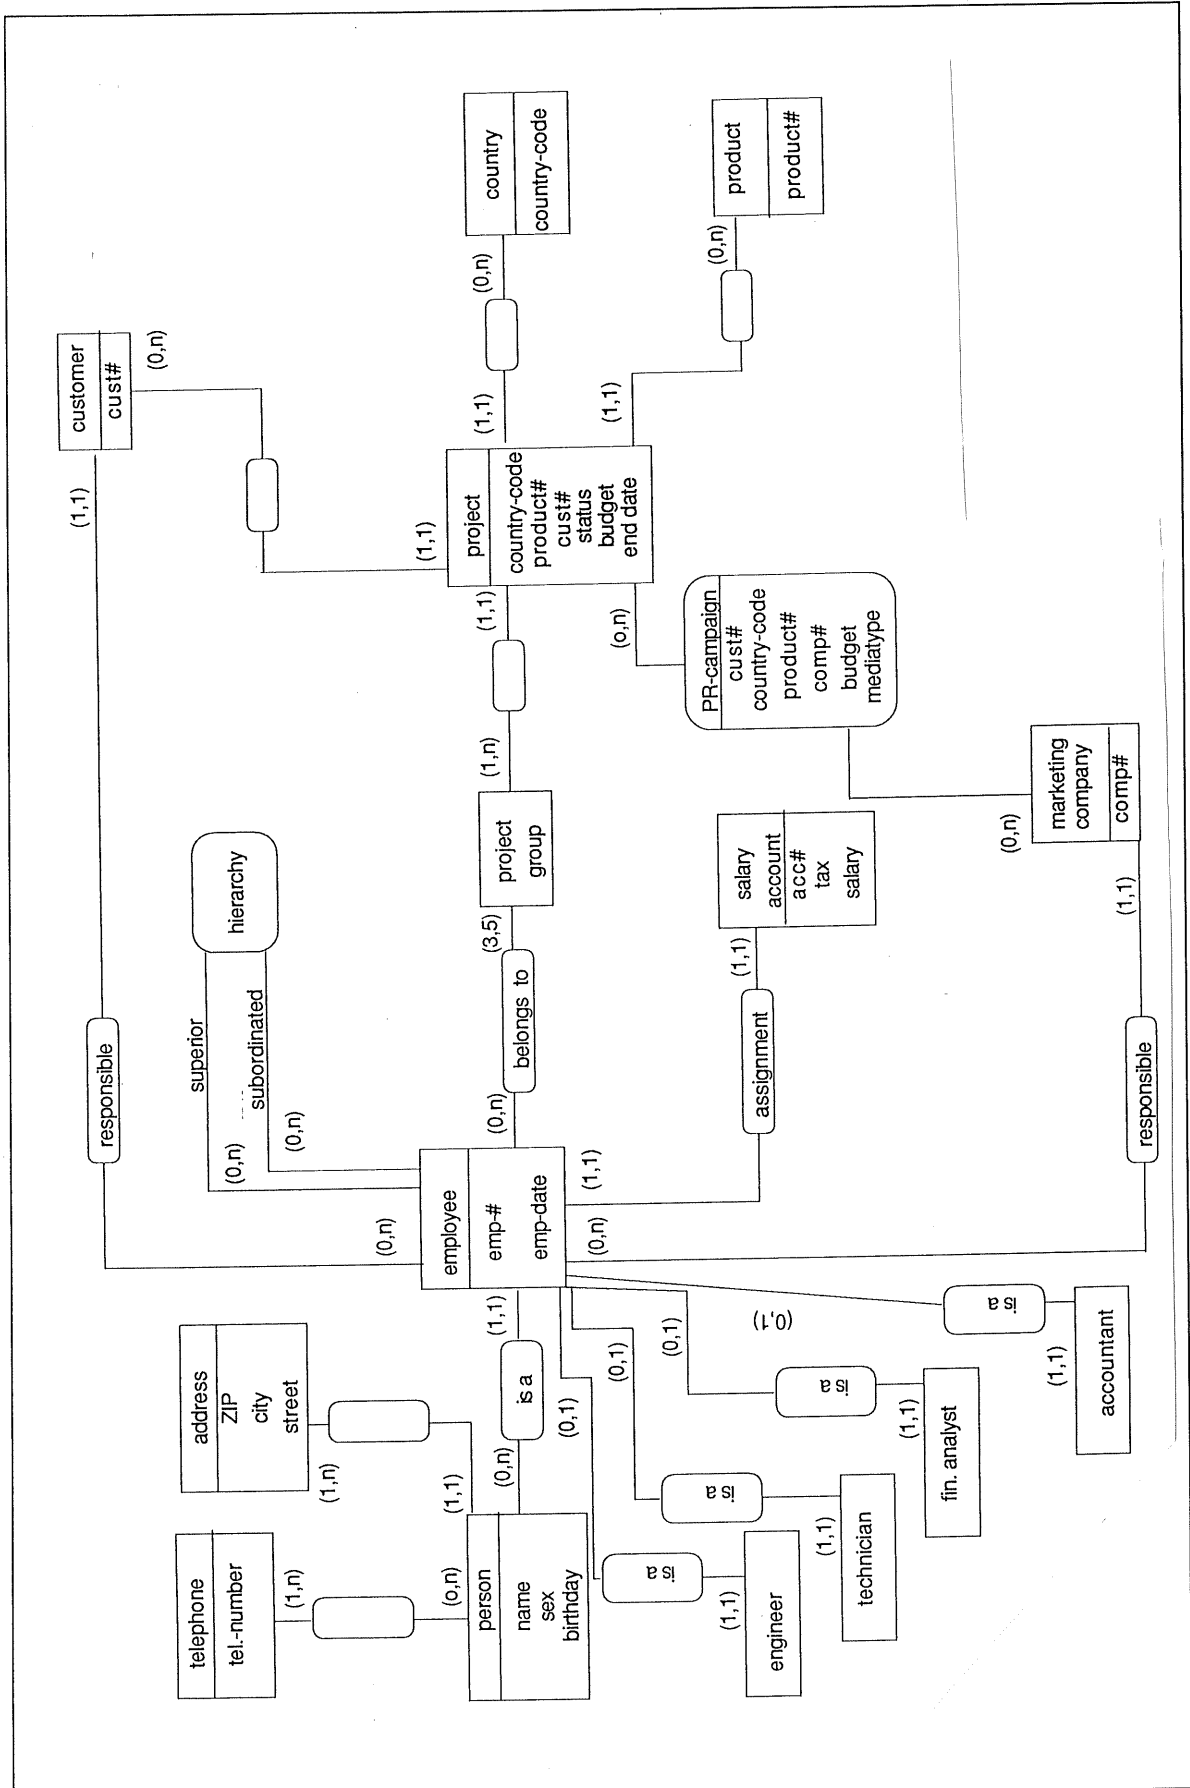 telephone
tel.-number
(1,n)
(o,n)
person
name
sex
birthday
address
ZIP
city
street
(1,n)
(1,1)
(0,n)
is a
(1,1)
employee
emp-#
emp-date
(0,n)
responsible
(1,1)
customer
cust#
(0,n)
(1,1)
superior
(0,n)
subordinated
(0,n)
hierarchy
(0,n)
belongs to
(3,5)
project
group
(1,n)
(1,1)
project
country-code
product#
cust#
status
budget
end date
(1,1)
(0,n)
country
country-code
(1,1)
(0,n)
product
product#
(o,n)
PR-campaign
cust#
country-code
product#
comp#
budget
mediatype
(0,n)
marketing
company
comp#
(1,1)
responsible
(0,n)
(1,1)
assignment
(1,1)
salary
account
acc#
tax
salary
(0,1)
is a
(1,1)
engineer
(0,1)
is a
(1,1)
technician
(0,1)
is a
(1,1)
fin. analyst
(0,1)
is a
(1,1)
accountant